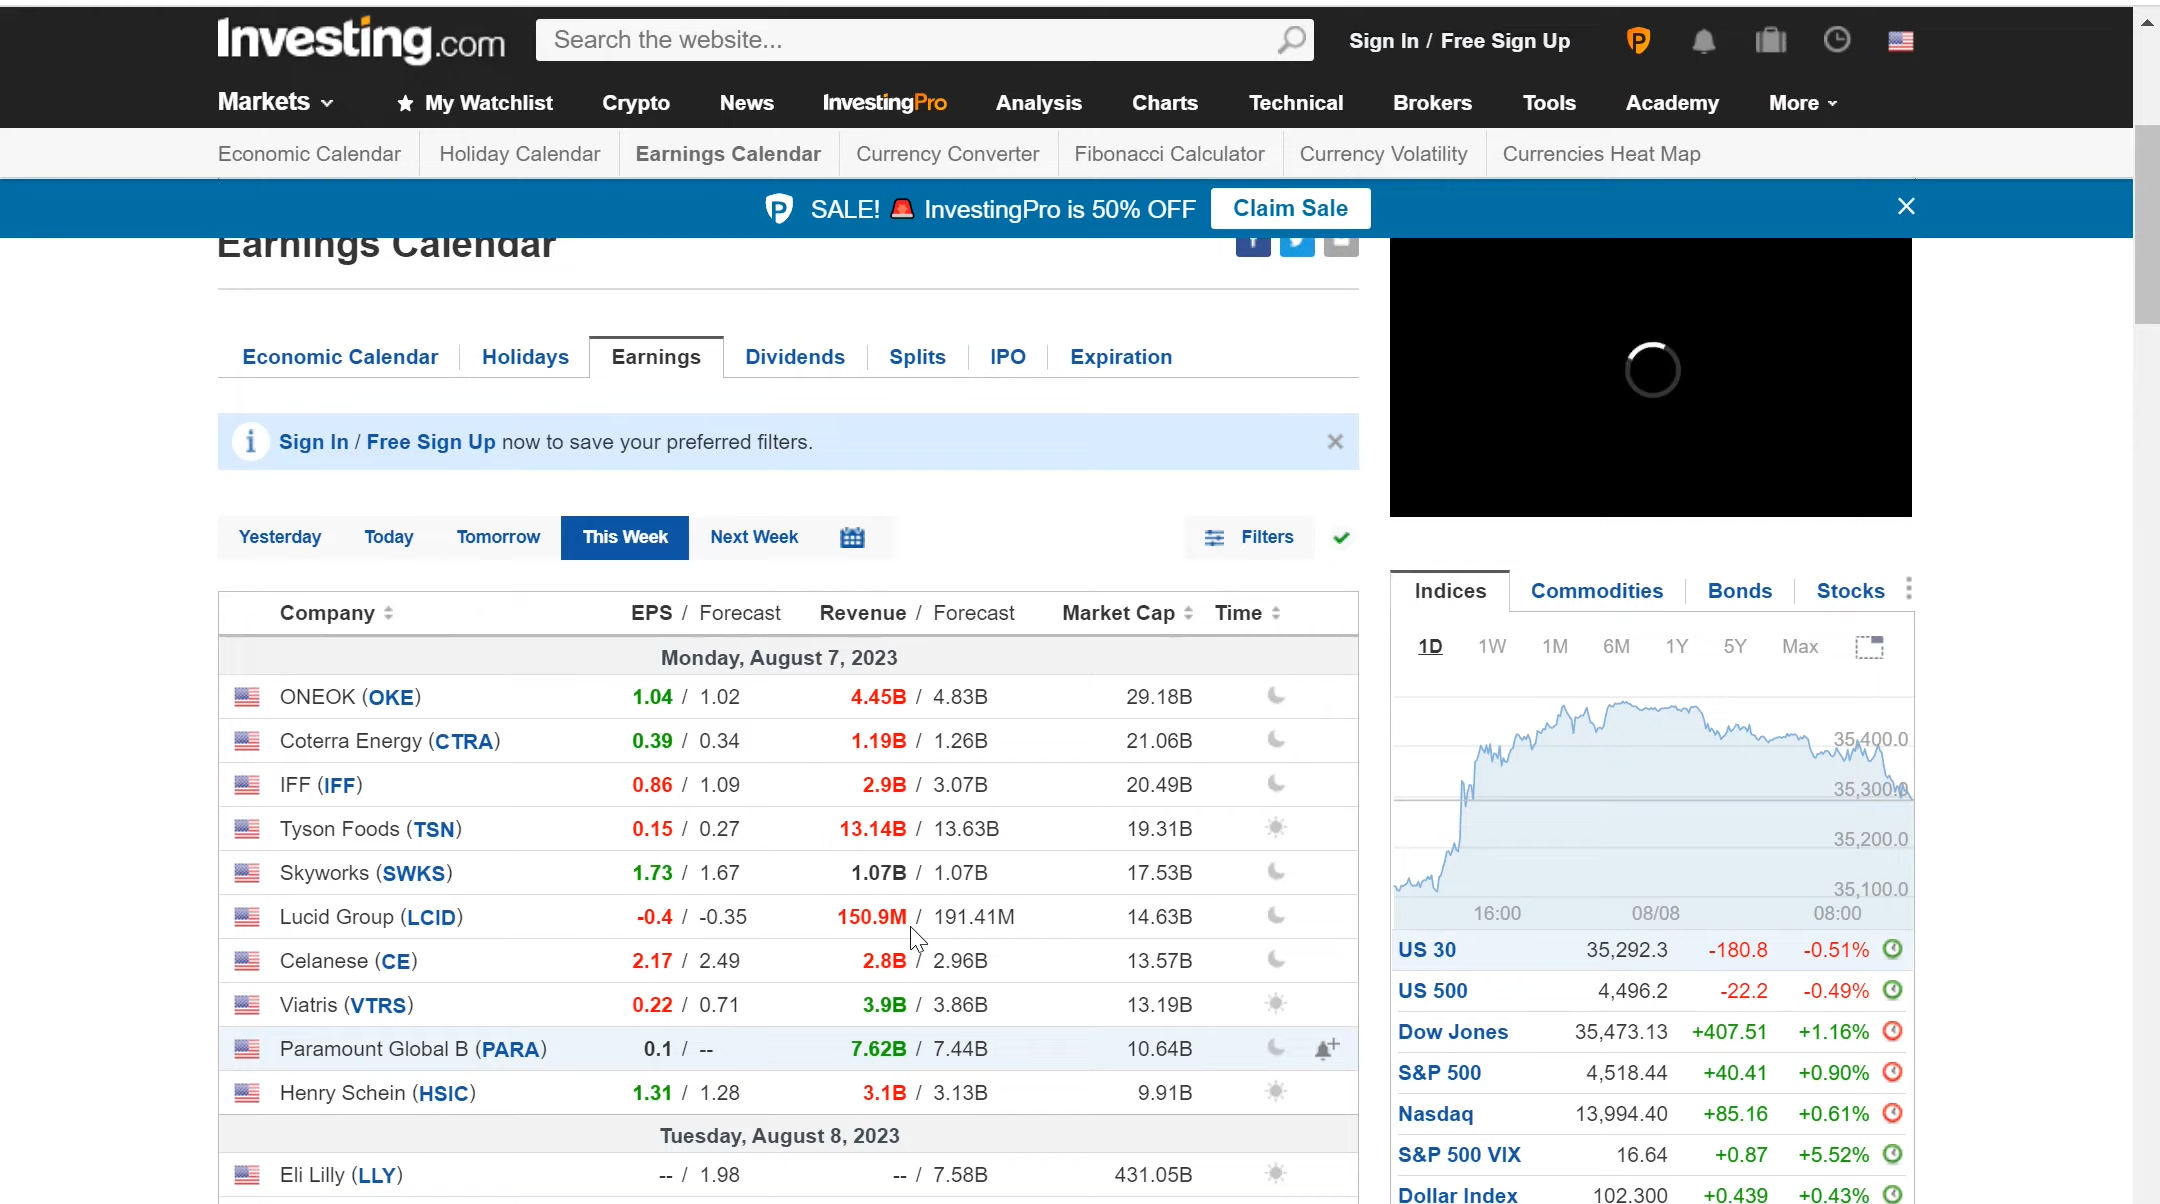 Investing.com
Search the website...
Sign In / Free Sign Up
Markets
My Watchlist
Crypto
News
InvestingPro
Analysis
Charts
Technical
Brokers
Tools
Academy
More
Economic Calendar
Holiday Calendar
Earnings Calendar
Currency Converter
Fibonacci Calculator
Currency Volatility
Currencies Heat Map
SALE! InvestingPro is 50% OFF
Claim Sale
Earnings Calendar
Economic Calendar
Holidays
Earnings
Dividends
Splits
IPO
Expiration
Sign In / Free Sign Up now to save your preferred filters.
Yesterday
Today
Tomorrow
This Week
Next Week
Filters
Company EPS / Forecast Revenue / Forecast Market Cap Time
Monday, August 7, 2023
ONEOK (OKE) 1.04 / 1.02 4.45B / 4.83B 29.18B
Coterra Energy (CTRA) 0.39 / 0.34 1.19B / 1.26B 21.06B
IFF (IFF) 0.86 / 1.09 2.9B / 3.07B 20.49B
Tyson Foods (TSN) 0.15 / 0.27 13.14B / 13.63B 19.31B
Skyworks (SWKS) 1.73 / 1.67 1.07B / 1.07B 17.53B
Lucid Group (LCID) -0.4 / -0.35 150.9M / 191.41M 14.63B
Celanese (CE) 2.17 / 2.49 2.8B / 2.96B 13.57B
Viatris (VTRS) 0.22 / 0.71 3.9B / 3.86B 13.19B
Paramount Global B (PARA) 0.1 / -- 7.62B / 7.44B 10.64B
Henry Schein (HSIC) 1.31 / 1.28 3.1B / 3.13B 9.91B
Tuesday, August 8, 2023
Eli Lilly (LLY) -- / 1.98 -- / 7.58B 431.05B
Indices
Commodities
Bonds
Stocks
1D 1W 1M 6M 1Y 5Y Max
35,400.0
35,300.0
35,200.0
35,100.0
16:00 08/08 08:00
US 30 35,292.3 -180.8 -0.51%
US 500 4,496.2 -22.2 -0.49%
Dow Jones 35,473.13 +407.51 +1.16%
S&P 500 4,518.44 +40.41 +0.90%
Nasdaq 13,994.40 +85.16 +0.61%
S&P 500 VIX 16.64 +0.87 +5.52%
Dollar Index 102.300 +0.439 +0.43%